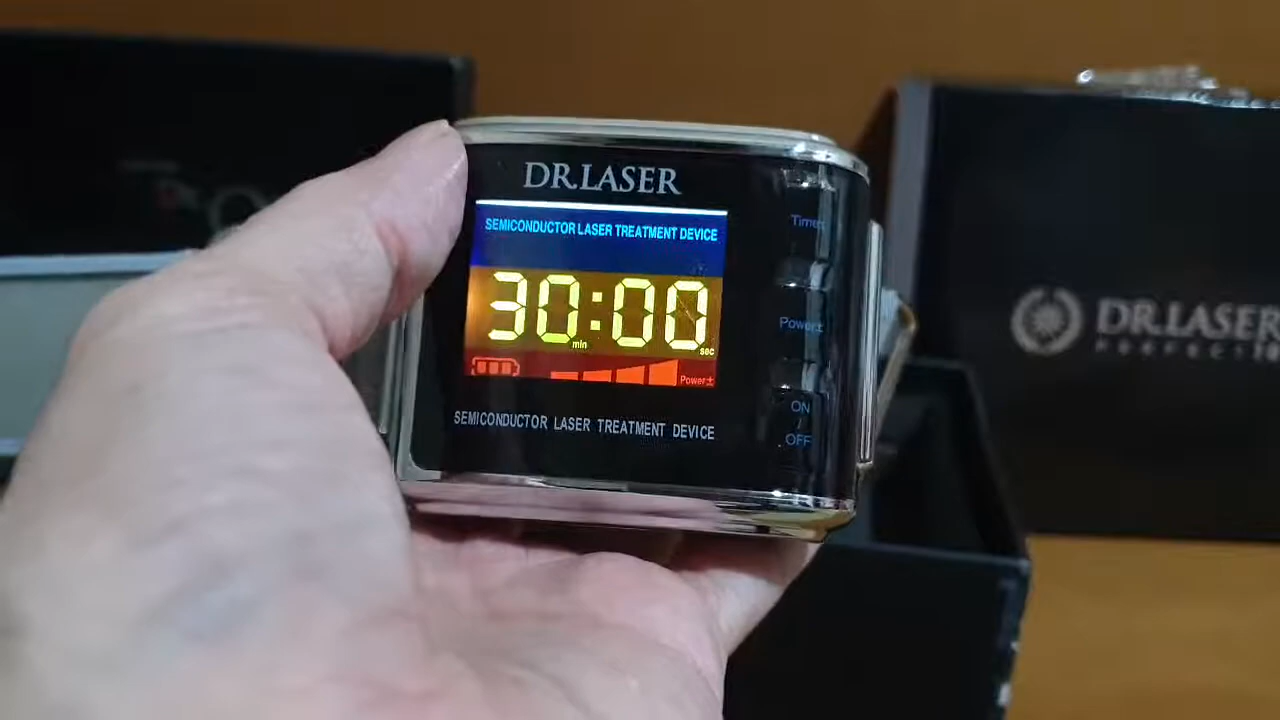 DR.LASER
SEMICONDUCTOR LASER TREATMENT DEVICE
30:00
min
sec
Power±
SEMICONDUCTOR LASER TREATMENT DEVICE
Timer
Power±
ON
/
OFF
DR.LASER